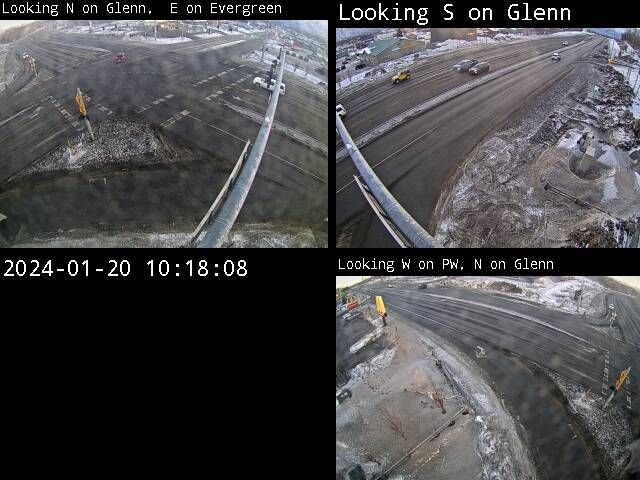 Looking N on Glenn,  E on Evergreen
Looking S on Glenn
2024-01-20 10:18:08
Looking W on PW, N on Glenn